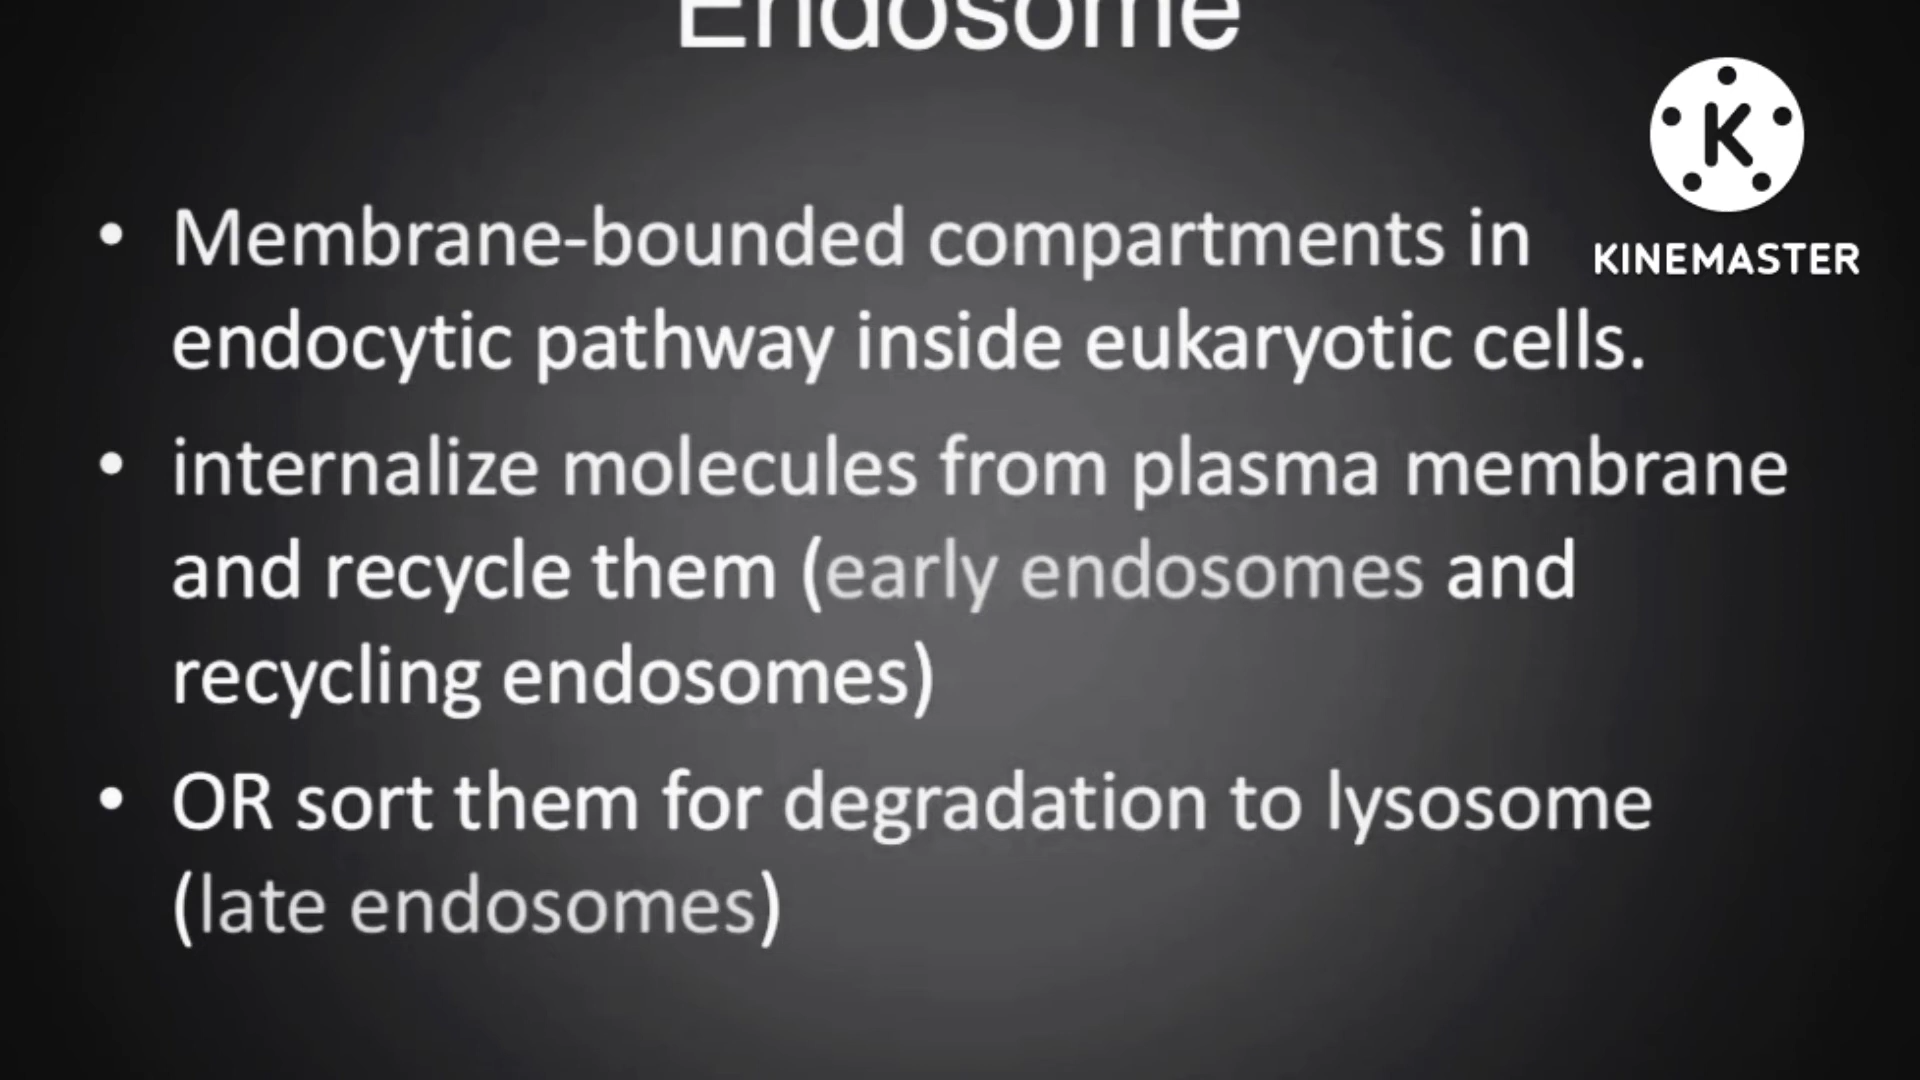 Endosome
K
KINEMASTER
• Membrane-bounded compartments in
endocytic pathway inside eukaryotic cells.
• internalize molecules from plasma membrane
and recycle them (early endosomes and
recycling endosomes)
• OR sort them for degradation to lysosome
(late endosomes)